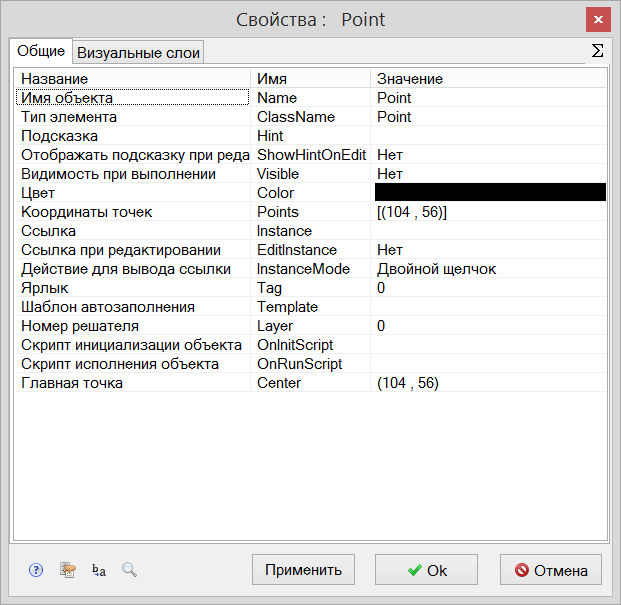 Свойства : Point
Общие Визуальные слои Σ
Название Имя Значение
Имя объекта Name Point
Тип элемента ClassName Point
Подсказка Hint
Отображать подсказку при реда ShowHintOnEdit Нет
Видимость при выполнении Visible Нет
Цвет Color
Координаты точек Points [(104 , 56)]
Ссылка Instance
Ссылка при редактировании EditInstance Нет
Действие для вывода ссылки InstanceMode Двойной щелчок
Ярлык Tag 0
Шаблон автозаполнения Template
Номер решателя Layer 0
Скрипт инициализации объекта OnInitScript
Скрипт исполнения объекта OnRunScript
Главная точка Center (104 , 56)
? b a Применить Ok Отмена